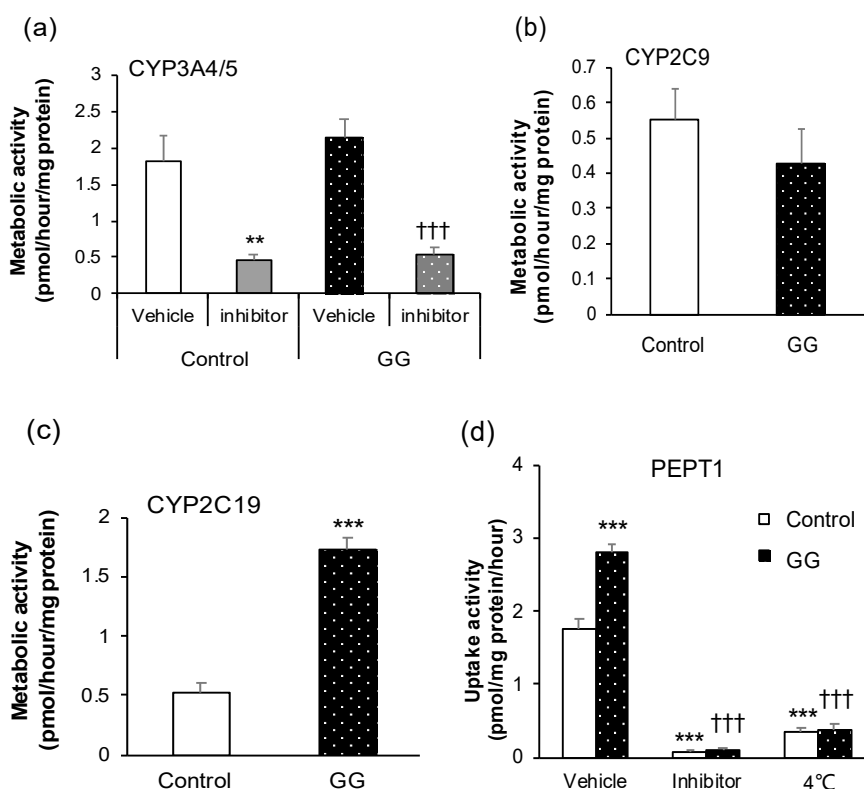 (a)
CYP3A4/5
Metabolic activity
(pmol/hour/mg protein)
3
2.5
2
1.5
1
0.5
0
**
†††
Vehicle inhibitor Vehicle inhibitor
Control GG
(b)
CYP2C9
Metabolic activity
(pmol/hour/mg protein)
0.7
0.6
0.5
0.4
0.3
0.2
0.1
0
Control GG
(c)
CYP2C19
Metabolic activity
(pmol/hour/mg protein)
2
1.5
1
0.5
0
***
Control GG
(d)
PEPT1
Uptake activity
(pmol/mg protein/hour)
4
3
2
1
0
Control
GG
***
*** †††
*** †††
Vehicle Inhibitor 4℃